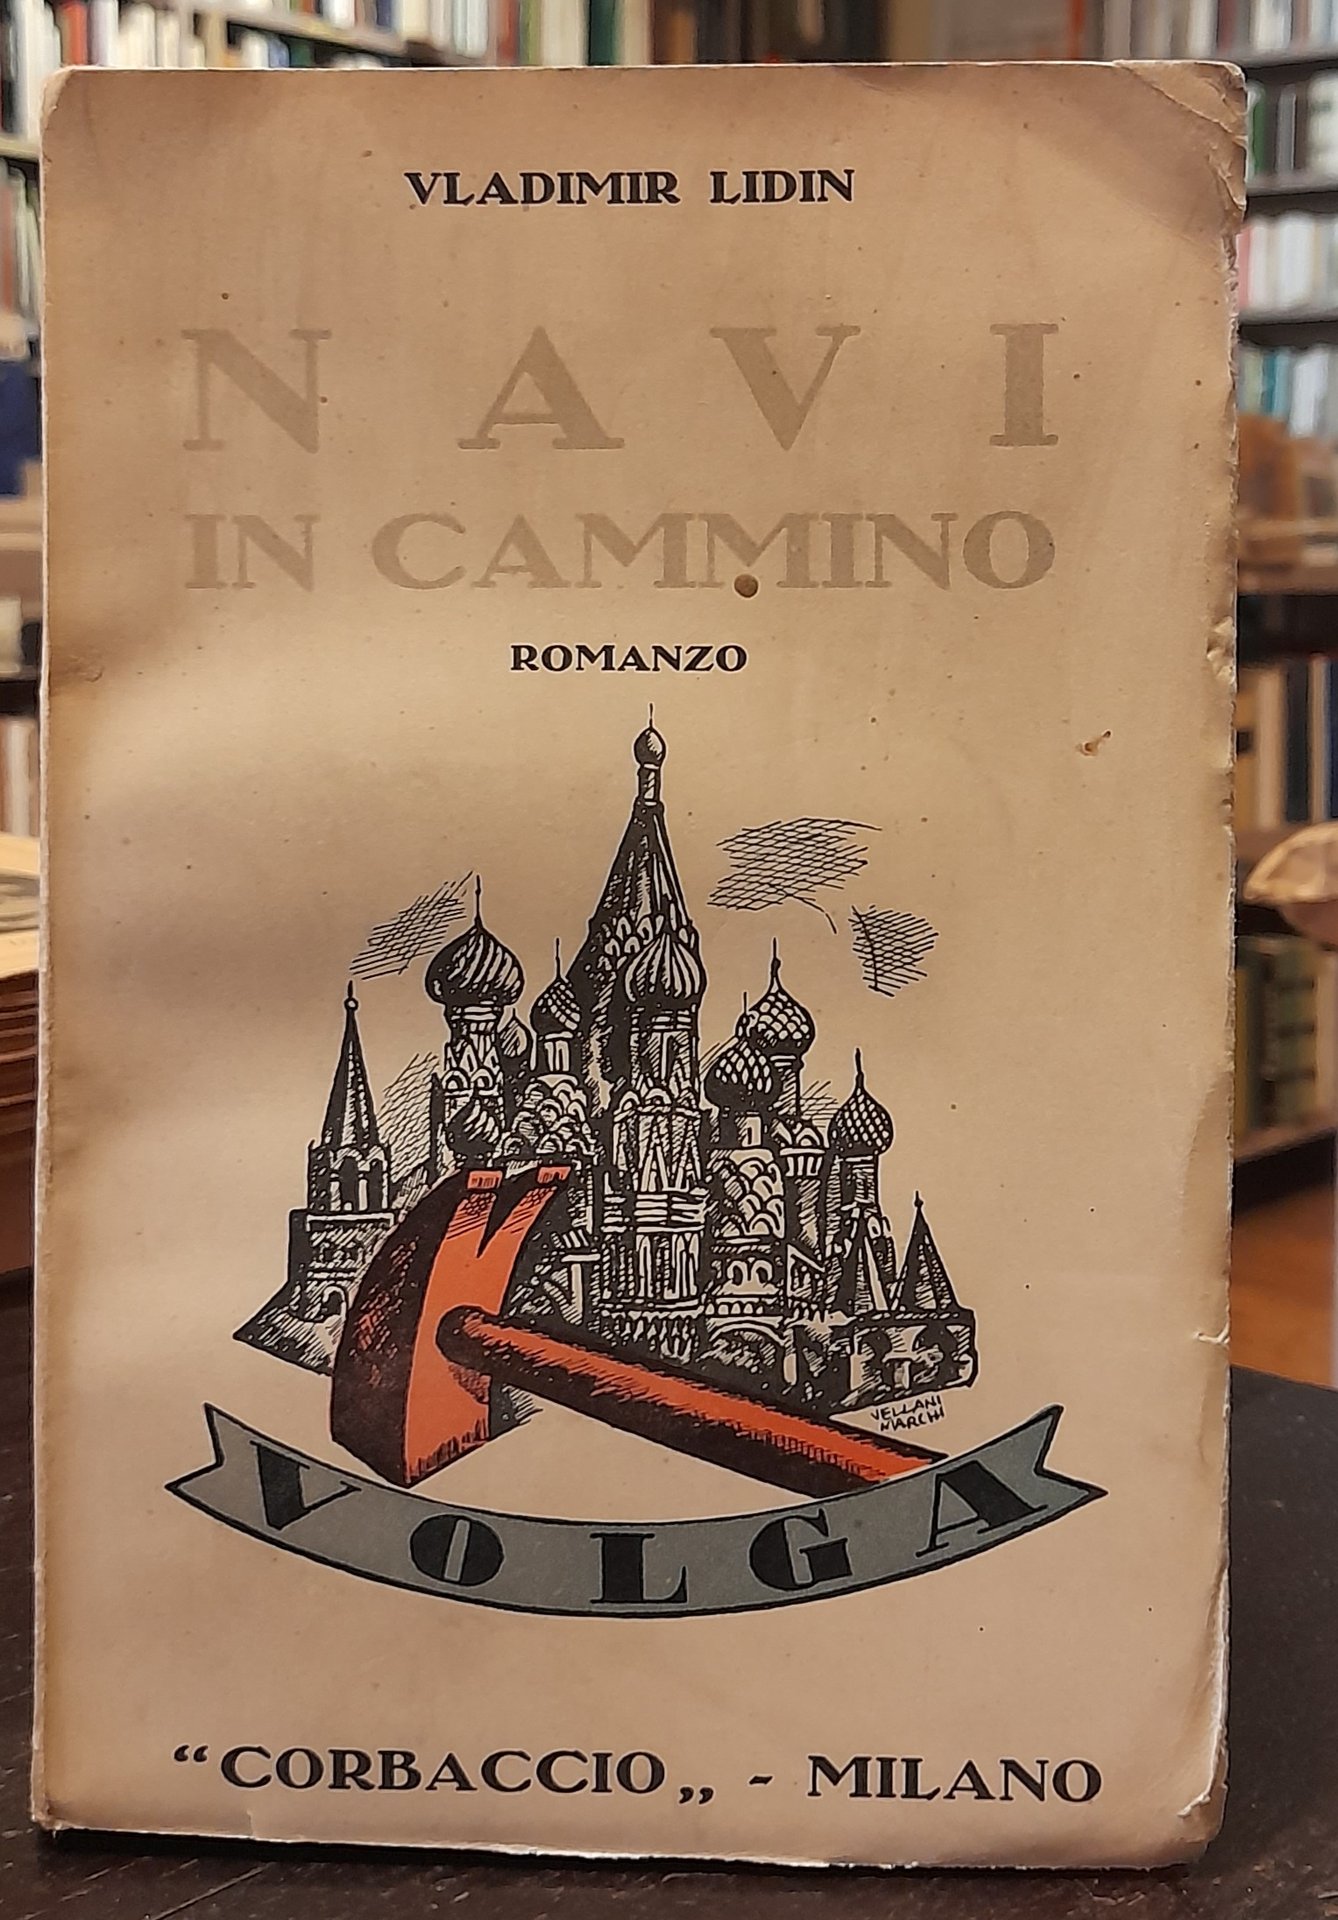 VLADIMIR LIDIN
NAVI
IN CAMMINO
ROMANZO
VELLANI
MARCHI
VOLGA
“CORBACCIO„ - MILANO